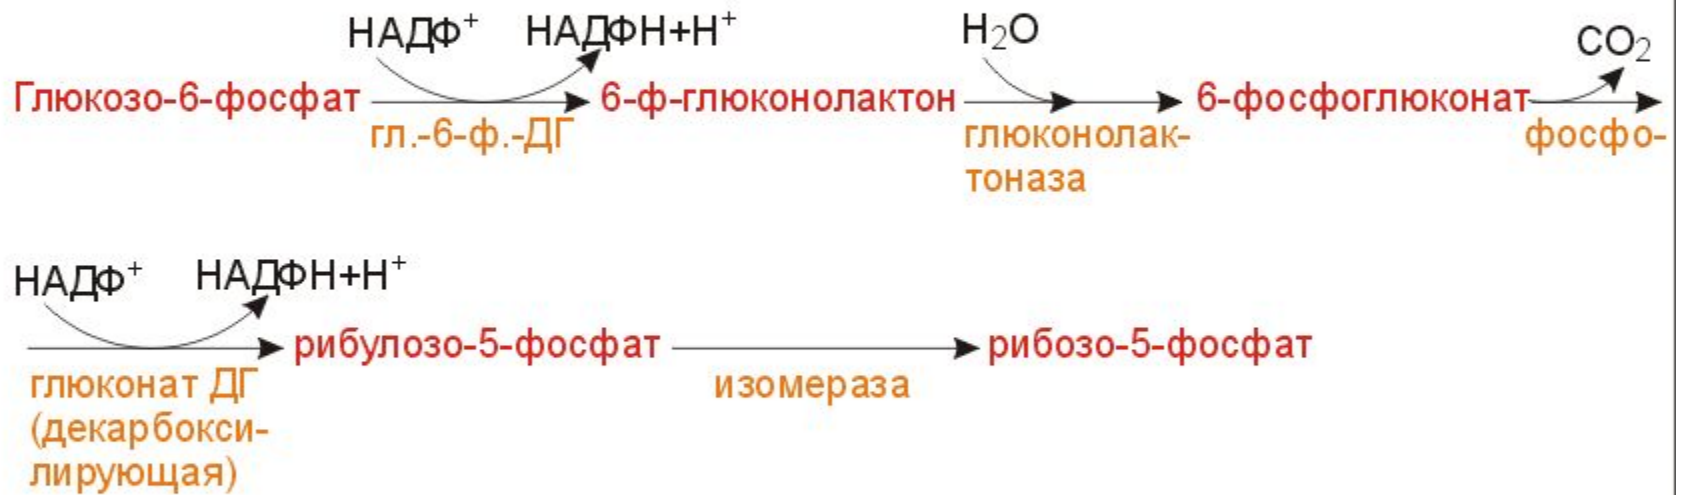 НАДФ⁺ НАДФН+Н⁺ Н₂О СО₂
Глюкозо-6-фосфат 6-ф-глюконолактон 6-фосфоглюконат
гл.-6-ф.-ДГ глюконолак- фосфо-
тоназа
НАДФ⁺ НАДФН+Н⁺
рибулозо-5-фосфат рибозо-5-фосфат
глюконат ДГ изомераза
(декарбокси-
лирующая)